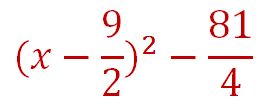 (x − 9/2)² − 81/4